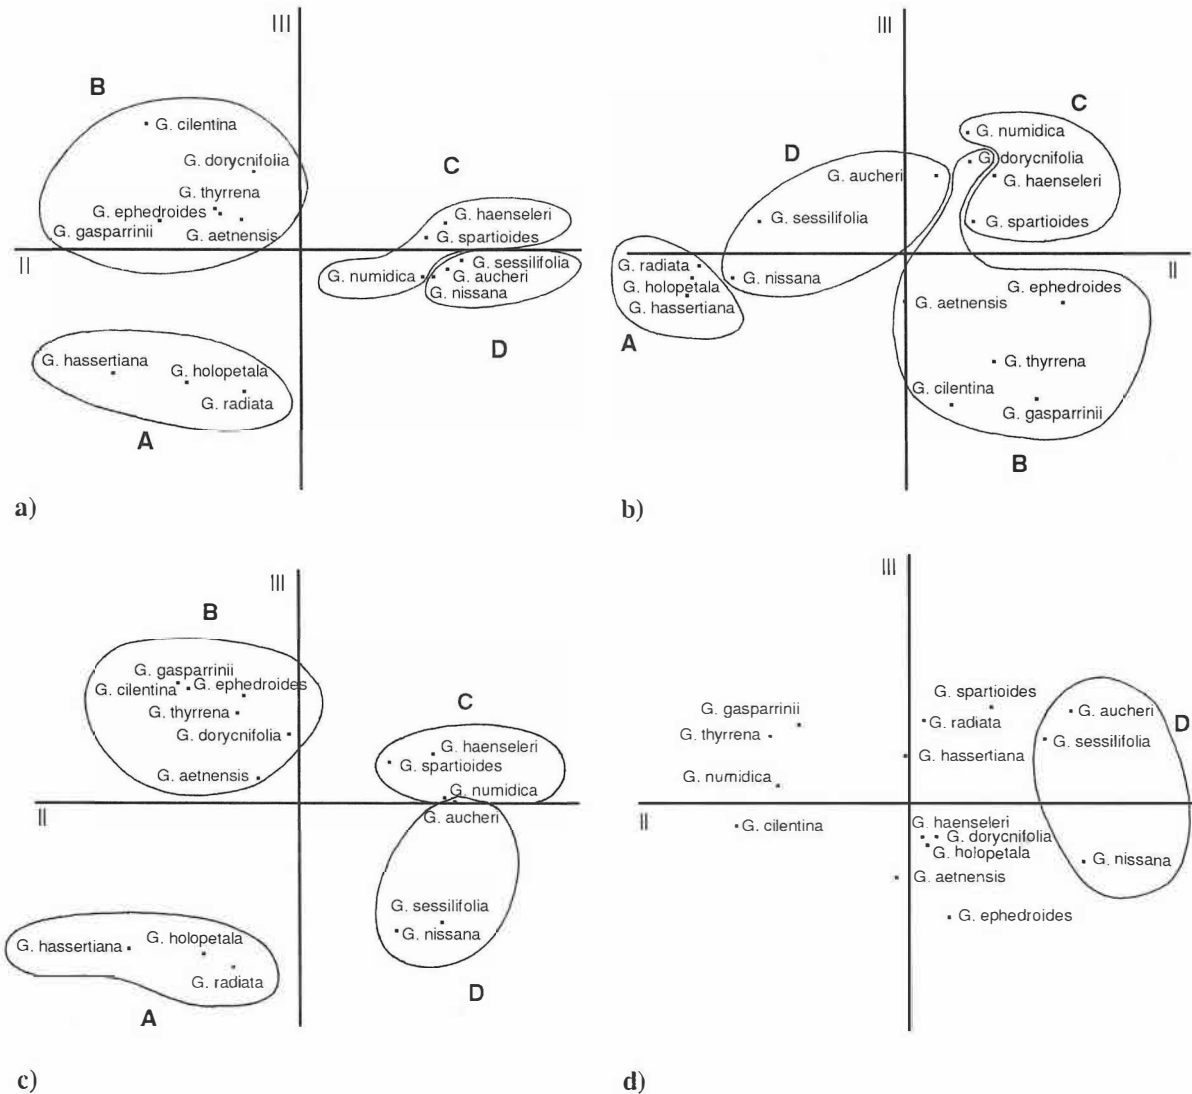 III
B
G. cilentina
G. dorycnifolia
G. thyrrena
G. ephedroides
G. gasparrinii
G. aetnensis
C
G. haenseleri
G. spartioides
II
G. numidica
G. sessilifolia
G. aucheri
G. nissana
D
G. hassertiana
G. holopetala
G. radiata
A
a)
III
C
G. numidica
D
G. dorycnifolia
G. aucheri
G. haenseleri
G. sessilifolia
G. spartioides
II
G. radiata
G. nissana
G. holopetala
G. hassertiana
G. ephedroides
G. aetnensis
A
G. thyrrena
G. cilentina
G. gasparrinii
B
b)
III
B
G. gasparrinii
G. cilentina
G. ephedroides
G. thyrrena
G. dorycnifolia
G. aetnensis
C
G. haenseleri
G. spartioides
G. numidica
II
G. aucheri
G. sessilifolia
G. nissana
D
G. hassertiana
G. holopetala
G. radiata
A
c)
III
G. spartioides
G. gasparrinii
G. radiata
G. aucheri
D
G. thyrrena
G. sessilifolia
G. hassertiana
G. numidica
II
G. cilentina
G. haenseleri
G. dorycnifolia
G. holopetala
G. nissana
G. aetnensis
G. ephedroides
d)